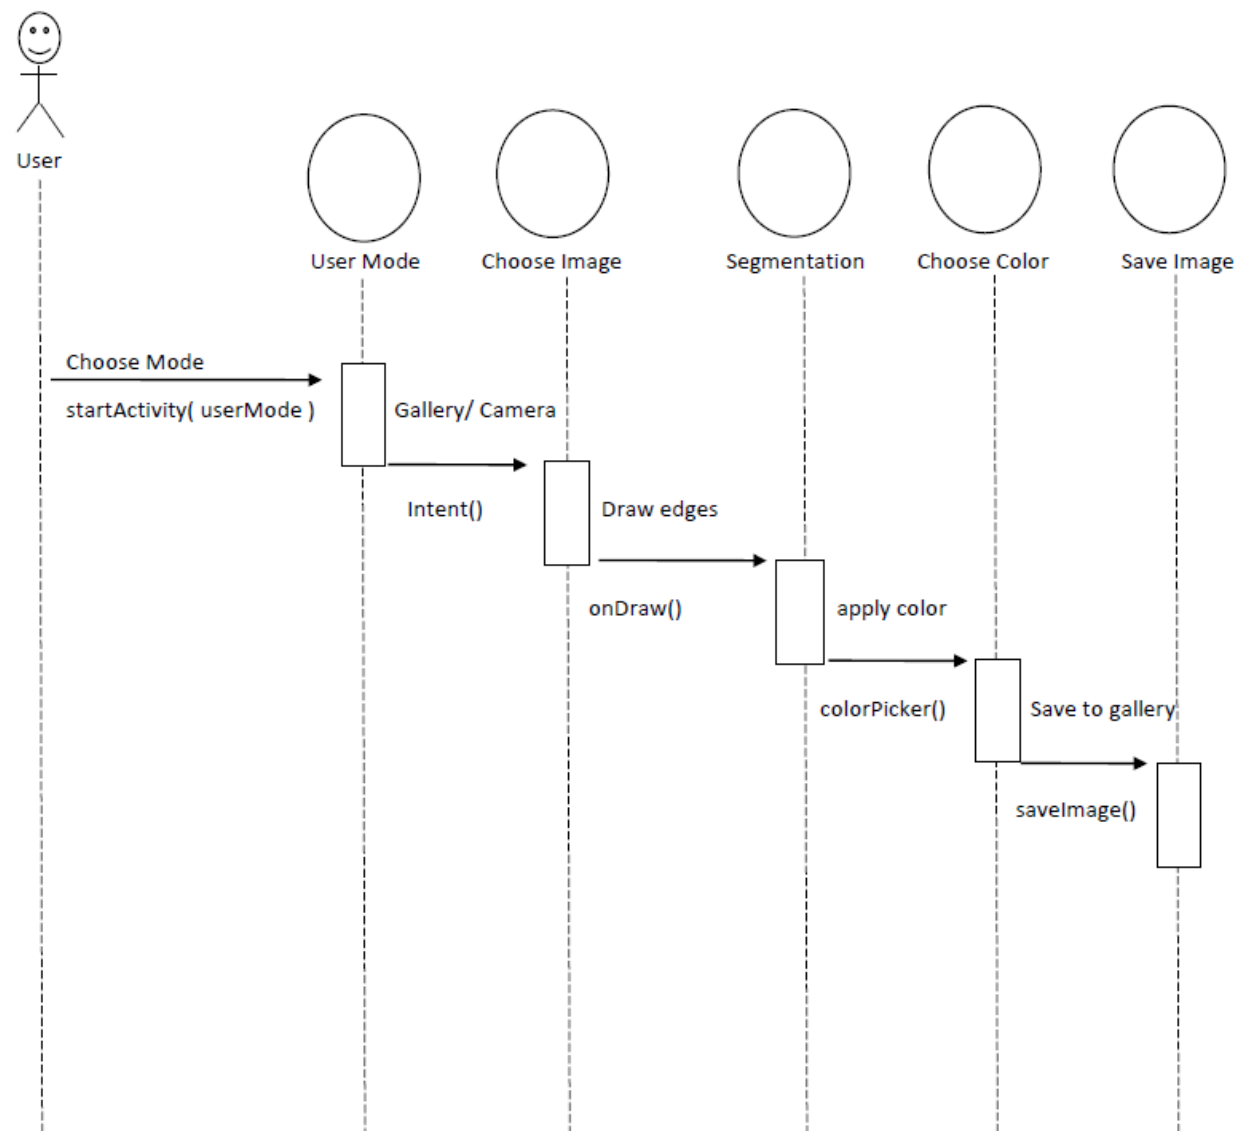 User
User Mode
Choose Image
Segmentation
Choose Color
Save Image
Choose Mode
startActivity( userMode )
Gallery/ Camera
Intent()
Draw edges
onDraw()
apply color
colorPicker()
Save to gallery
saveImage()